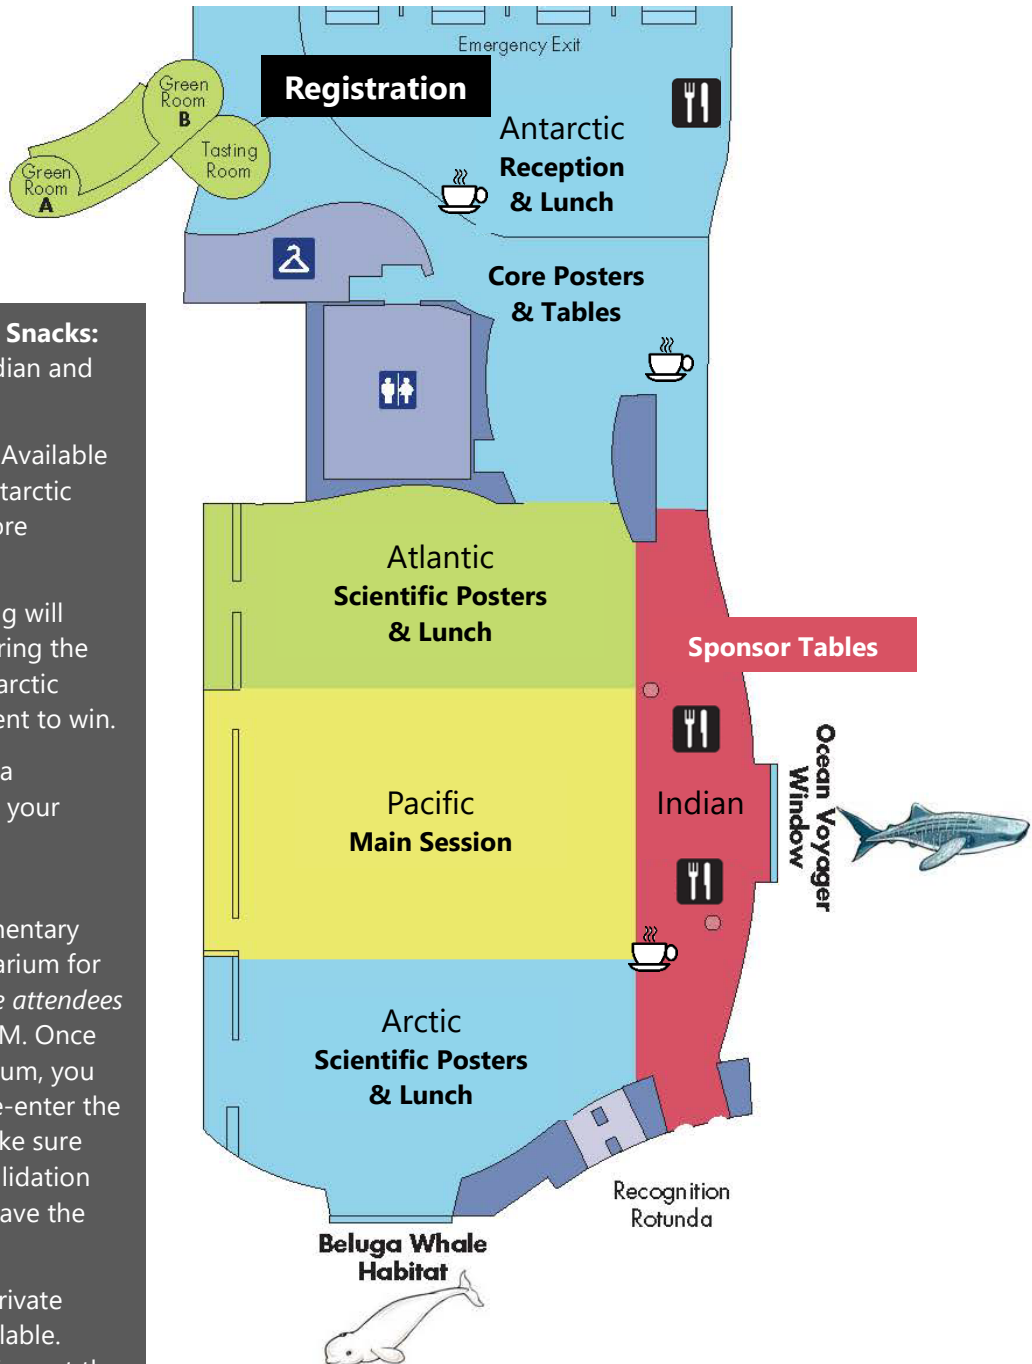 Emergency Exit
Registration
Green
Room
B
Tasting
Room
Green
Room
A
Antarctic
Reception
& Lunch
Core Posters
& Tables
Snacks:
dian and
Available
tarctic
ore
g will
ring the
arctic
ent to win.
a
your
mentary
arium for
e attendees
M. Once
um, you
e-enter the
ke sure
lidation
ave the
rivate
lable.
Atlantic
Scientific Posters
& Lunch
Sponsor Tables
Pacific
Main Session
Indian
Ocean Voyager
Window
Arctic
Scientific Posters
& Lunch
Recognition
Rotunda
Beluga Whale
Habitat